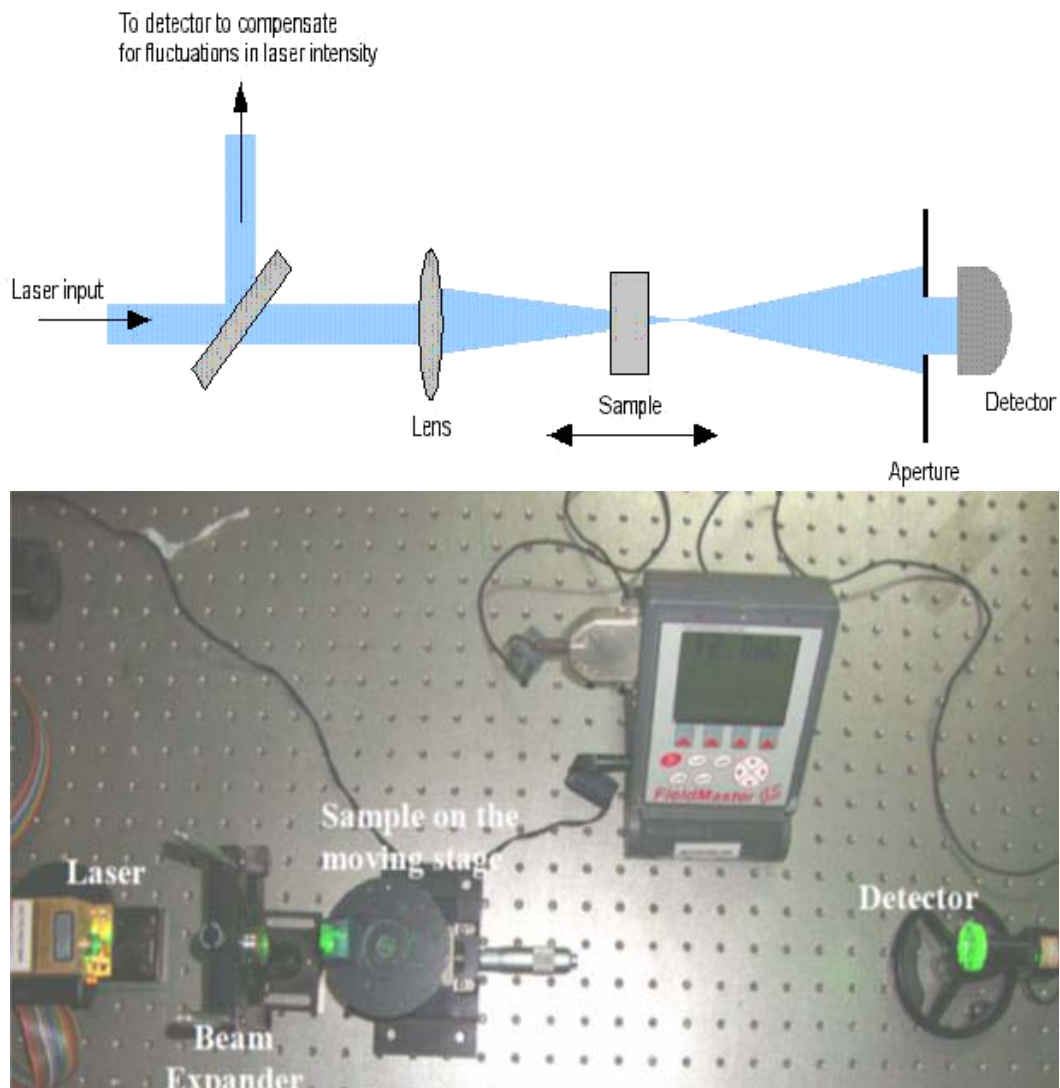 To detector to compensate
for fluctuations in laser intensity
Laser input
Lens
Sample
Detector
Aperture
FieldMaster GS
Sample on the
moving stage
Laser
Detector
Beam
Expander